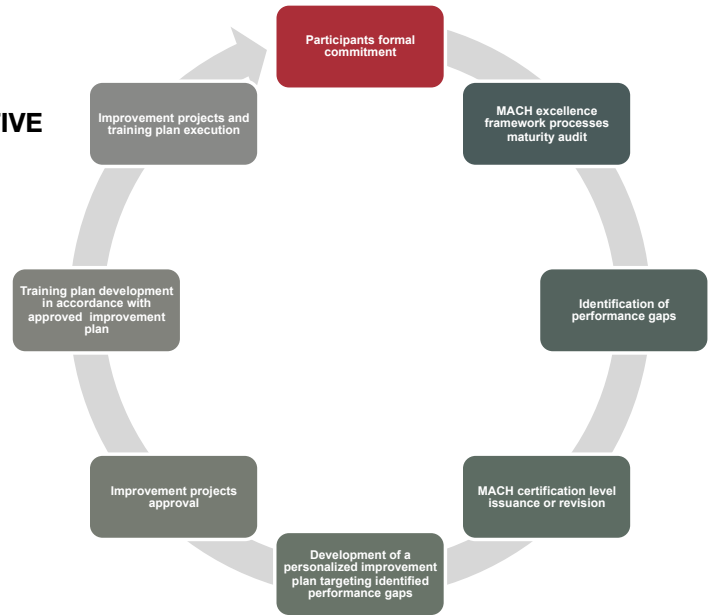 TIVE
Participants formal
commitment
MACH excellence
framework processes
maturity audit
Identification of
performance gaps
MACH certification level
issuance or revision
Development of a
personalized improvement
plan targeting identified
performance gaps
Improvement projects
approval
Training plan development
in accordance with
approved improvement
plan
Improvement projects and
training plan execution